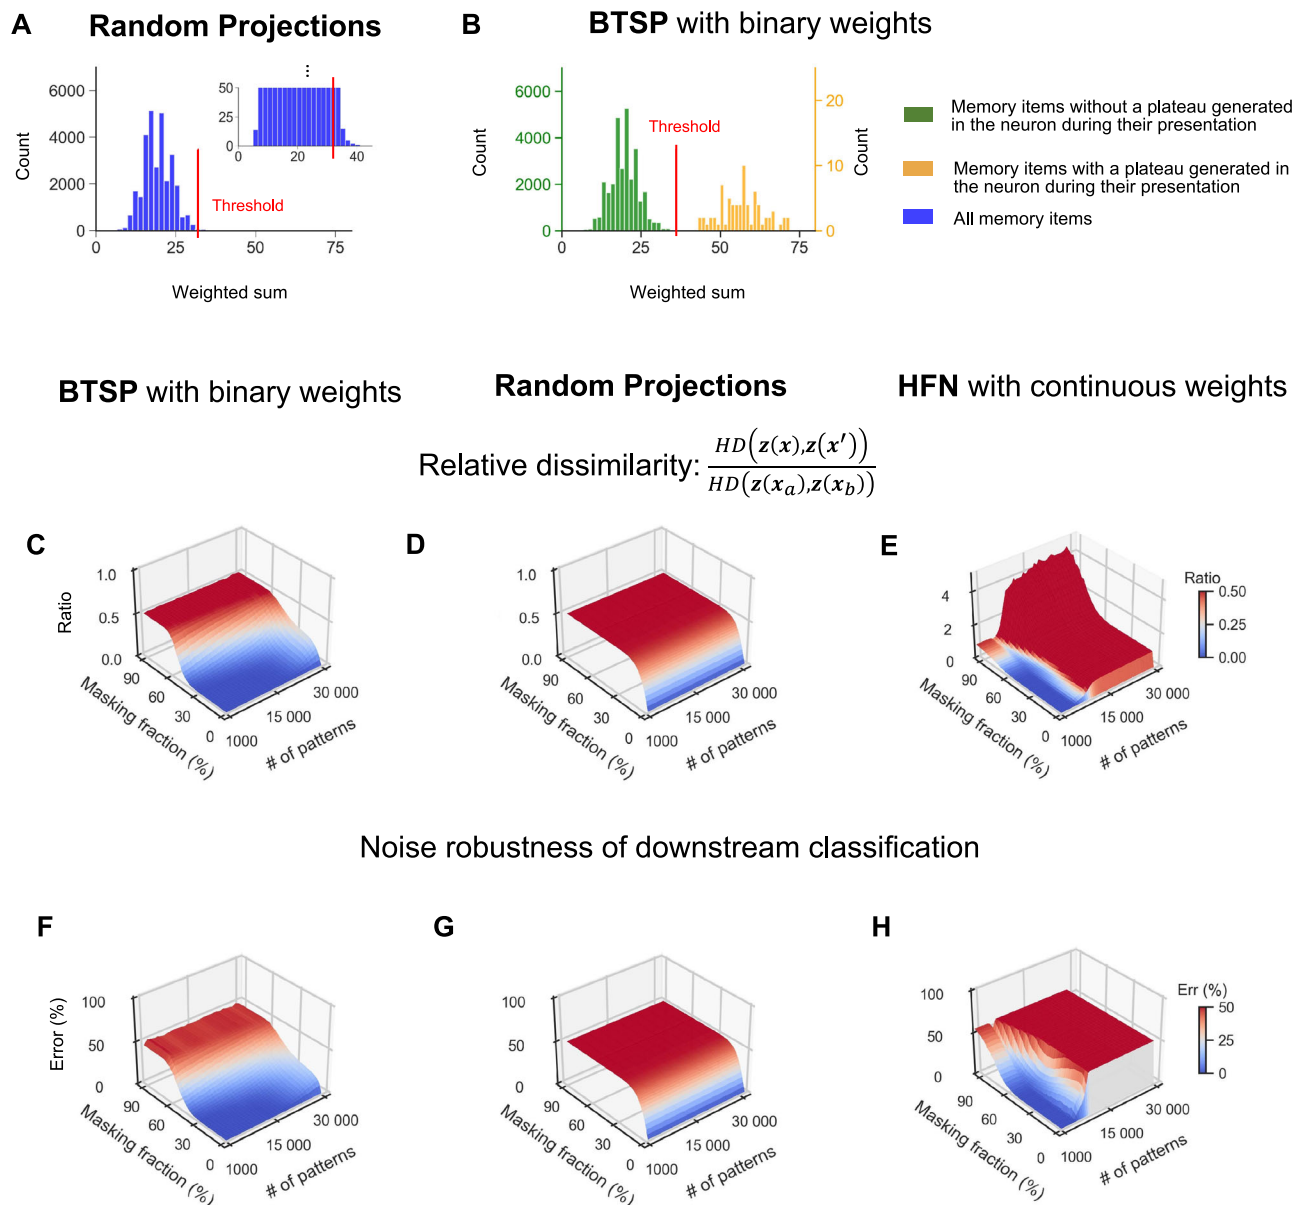 A
Random Projections
B
BTSP with binary weights
Count
6000
4000
2000
0
0
25
50
75
Weighted sum
Threshold
50
25
0
0
20
40
Count
6000
4000
2000
0
0
25
50
75
Weighted sum
Threshold
20
10
0
Count
Memory items without a plateau generated
in the neuron during their presentation
Memory items with a plateau generated in
the neuron during their presentation
All memory items
BTSP with binary weights
Random Projections
HFN with continuous weights
Relative dissimilarity: HD(z(x),z(x′)) / HD(z(x_a),z(x_b))
C
Ratio
1.0
0.5
0.0
90
60
30
0
Masking fraction (%)
1000
15 000
30 000
# of patterns
D
1.0
0.5
0.0
90
60
30
0
Masking fraction (%)
1000
15 000
30 000
# of patterns
E
4
2
0
90
60
30
0
Masking fraction (%)
1000
15 000
30 000
# of patterns
Ratio
0.50
0.25
0.00
Noise robustness of downstream classification
F
Error (%)
100
50
0
90
60
30
0
Masking fraction (%)
1000
15 000
30 000
# of patterns
G
100
50
0
90
60
30
0
Masking fraction (%)
1000
15 000
30 000
# of patterns
H
100
50
0
90
60
30
0
Masking fraction (%)
1000
15 000
30 000
# of patterns
Err (%)
50
25
0